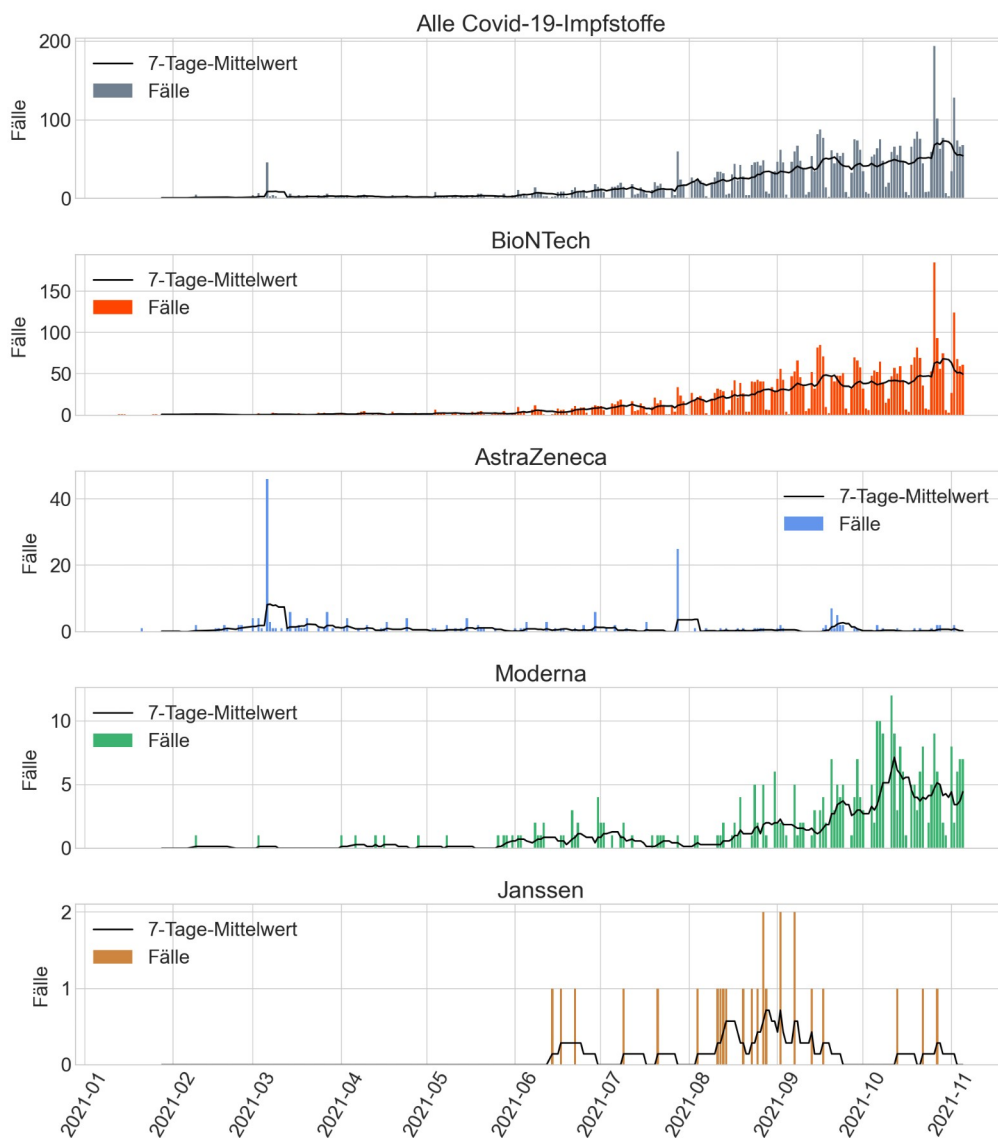 Alle Covid-19-Impfstoffe
200
7-Tage-Mittelwert
Fälle
100
0
Fälle
BioNTech
7-Tage-Mittelwert
Fälle
150
100
50
0
Fälle
AstraZeneca
7-Tage-Mittelwert
Fälle
40
20
0
Fälle
Moderna
7-Tage-Mittelwert
Fälle
10
5
0
Fälle
Janssen
2
7-Tage-Mittelwert
Fälle
1
0
Fälle
2021-01
2021-02
2021-03
2021-04
2021-05
2021-06
2021-07
2021-08
2021-09
2021-10
2021-11